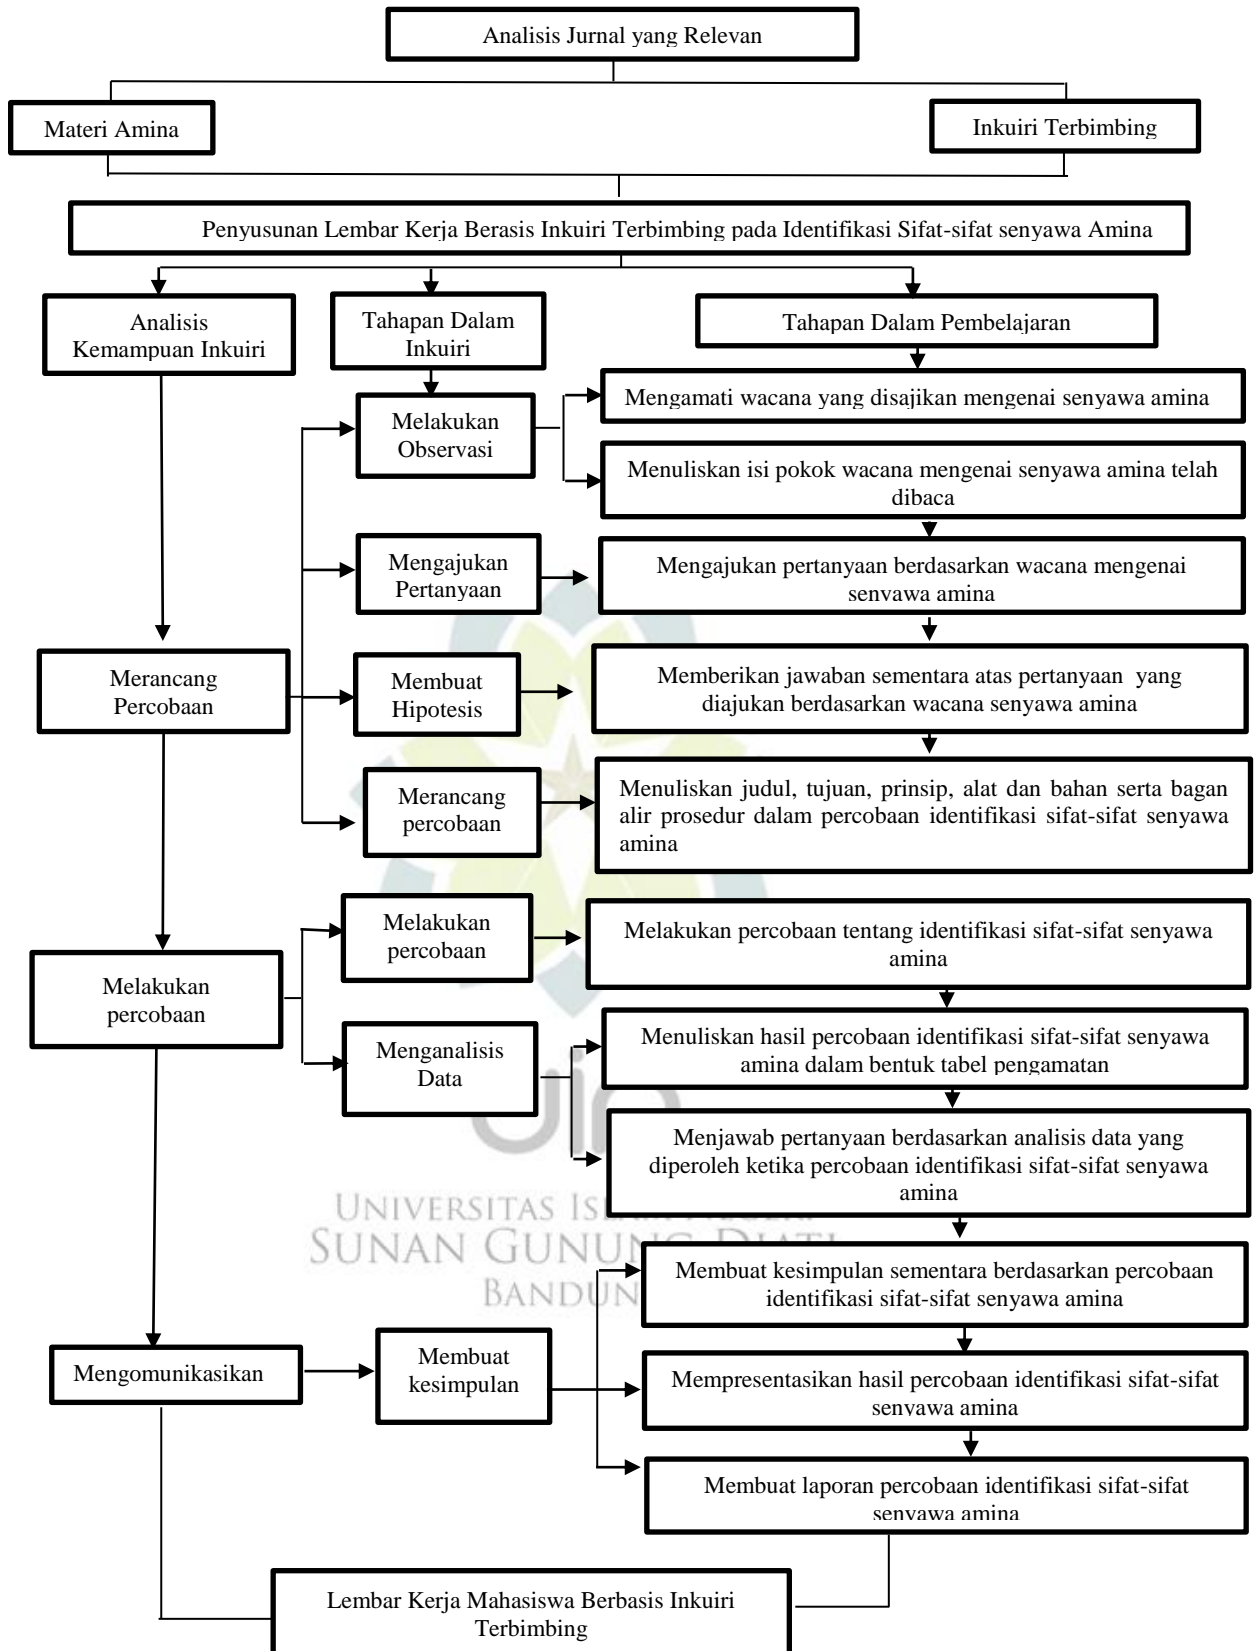 Analisis Jurnal yang Relevan
Materi Amina
Inkuiri Terbimbing
Penyusunan Lembar Kerja Berasis Inkuiri Terbimbing pada Identifikasi Sifat-sifat senyawa Amina
Analisis
Kemampuan Inkuiri
Tahapan Dalam
Inkuiri
Tahapan Dalam Pembelajaran
Melakukan
Observasi
Mengamati wacana yang disajikan mengenai senyawa amina
Menuliskan isi pokok wacana mengenai senyawa amina telah
dibaca
Mengajukan
Pertanyaan
Mengajukan pertanyaan berdasarkan wacana mengenai
senyawa amina
Merancang
Percobaan
Membuat
Hipotesis
Memberikan jawaban sementara atas pertanyaan yang
diajukan berdasarkan wacana senyawa amina
Merancang
percobaan
Menuliskan judul, tujuan, prinsip, alat dan bahan serta bagan
alir prosedur dalam percobaan identifikasi sifat-sifat senyawa
amina
Melakukan
percobaan
Melakukan
percobaan
Melakukan percobaan tentang identifikasi sifat-sifat senyawa
amina
Menganalisis
Data
Menuliskan hasil percobaan identifikasi sifat-sifat senyawa
amina dalam bentuk tabel pengamatan
Menjawab pertanyaan berdasarkan analisis data yang
diperoleh ketika percobaan identifikasi sifat-sifat senyawa
amina
UNIVERSITAS
SUNAN
Membuat kesimpulan sementara berdasarkan percobaan
identifikasi sifat-sifat senyawa amina
Mengomunikasikan
Membuat
kesimpulan
Mempresentasikan hasil percobaan identifikasi sifat-sifat
senyawa amina
Membuat laporan percobaan identifikasi sifat-sifat
senyawa amina
Lembar Kerja Mahasiswa Berbasis Inkuiri
Terbimbing